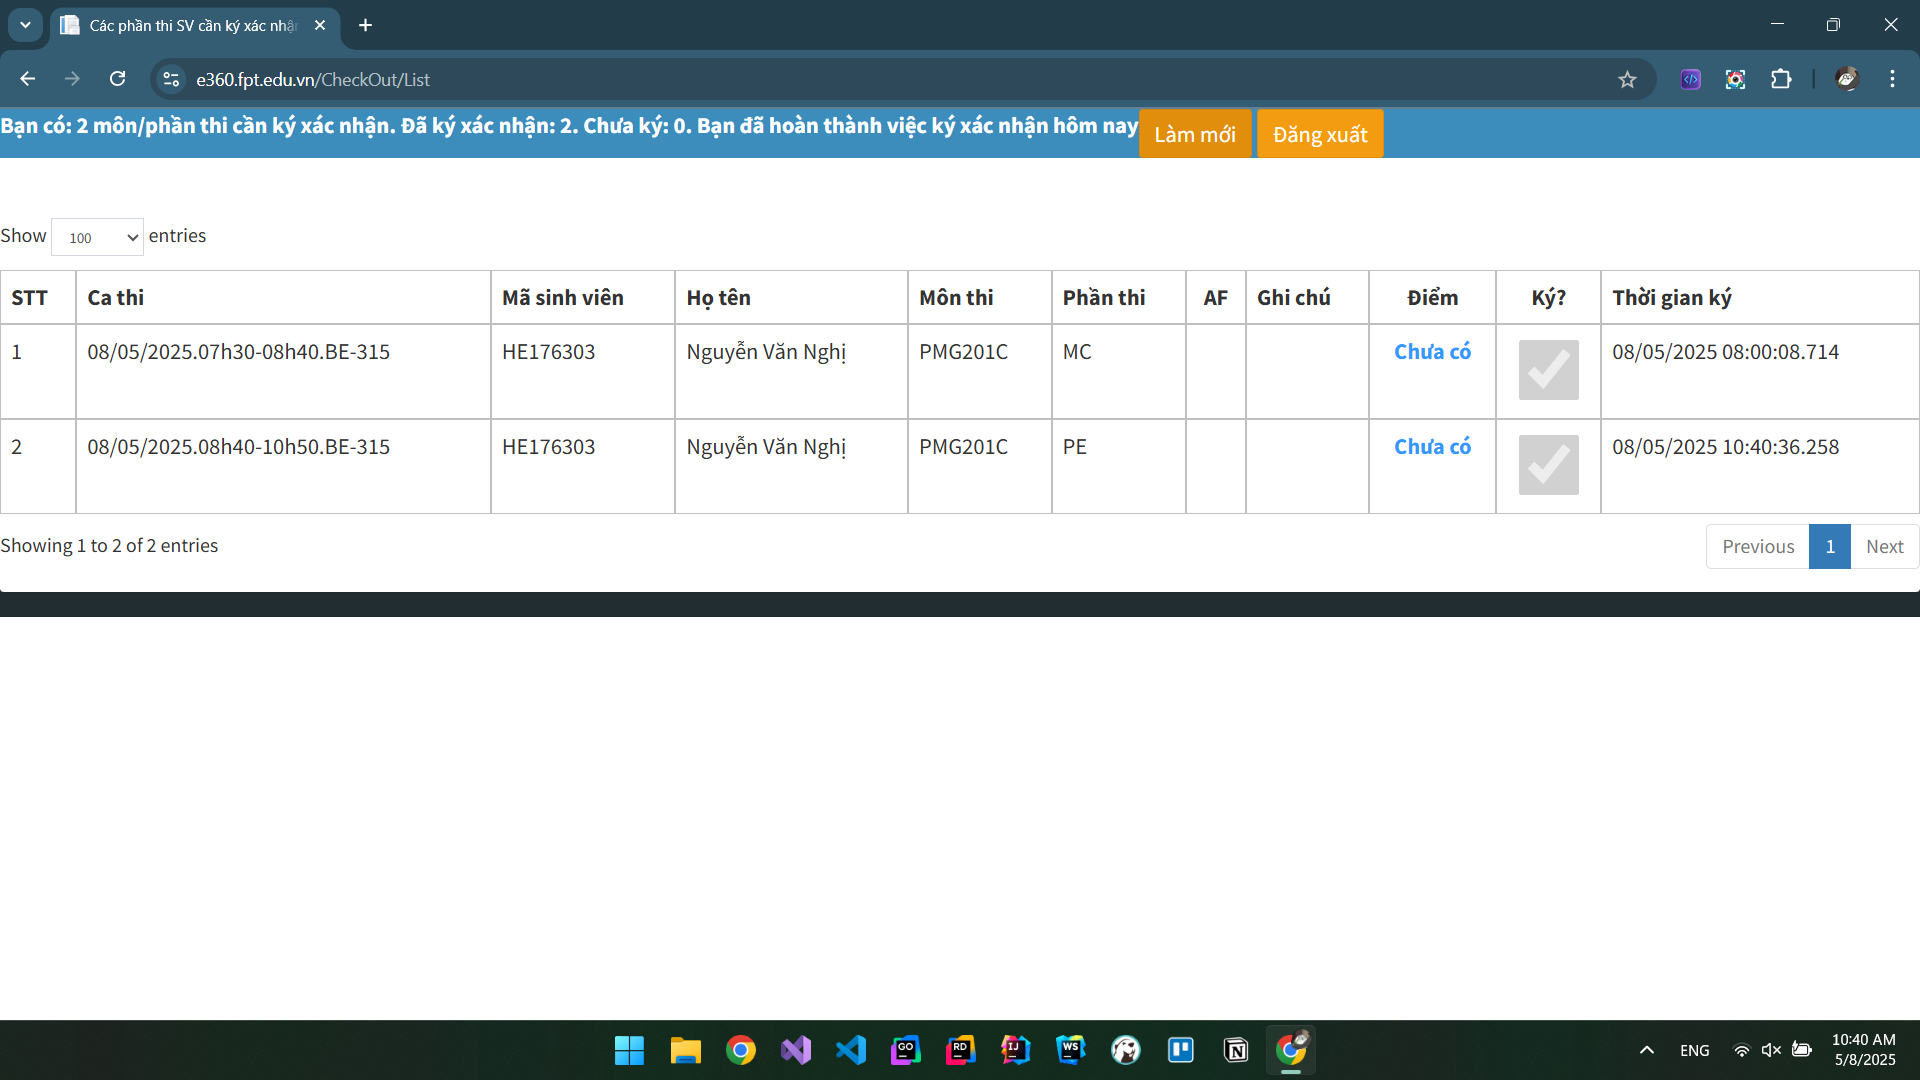 Các phần thi SV cần ký xác nhận
e360.fpt.edu.vn/CheckOut/List
Bạn có: 2 môn/phần thi cần ký xác nhận. Đã ký xác nhận: 2. Chưa ký: 0. Bạn đã hoàn thành việc ký xác nhận hôm nay Làm mới Đăng xuất
Show 100 entries
STT Ca thi Mã sinh viên Họ tên Môn thi Phần thi AF Ghi chú Điểm Ký? Thời gian ký
1 08/05/2025.07h30-08h40.BE-315 HE176303 Nguyễn Văn Nghị PMG201C MC Chưa có 08/05/2025 08:00:08.714
2 08/05/2025.08h40-10h50.BE-315 HE176303 Nguyễn Văn Nghị PMG201C PE Chưa có 08/05/2025 10:40:36.258
Showing 1 to 2 of 2 entries Previous 1 Next
GO RD IJ WS ENG 10:40 AM
5/8/2025